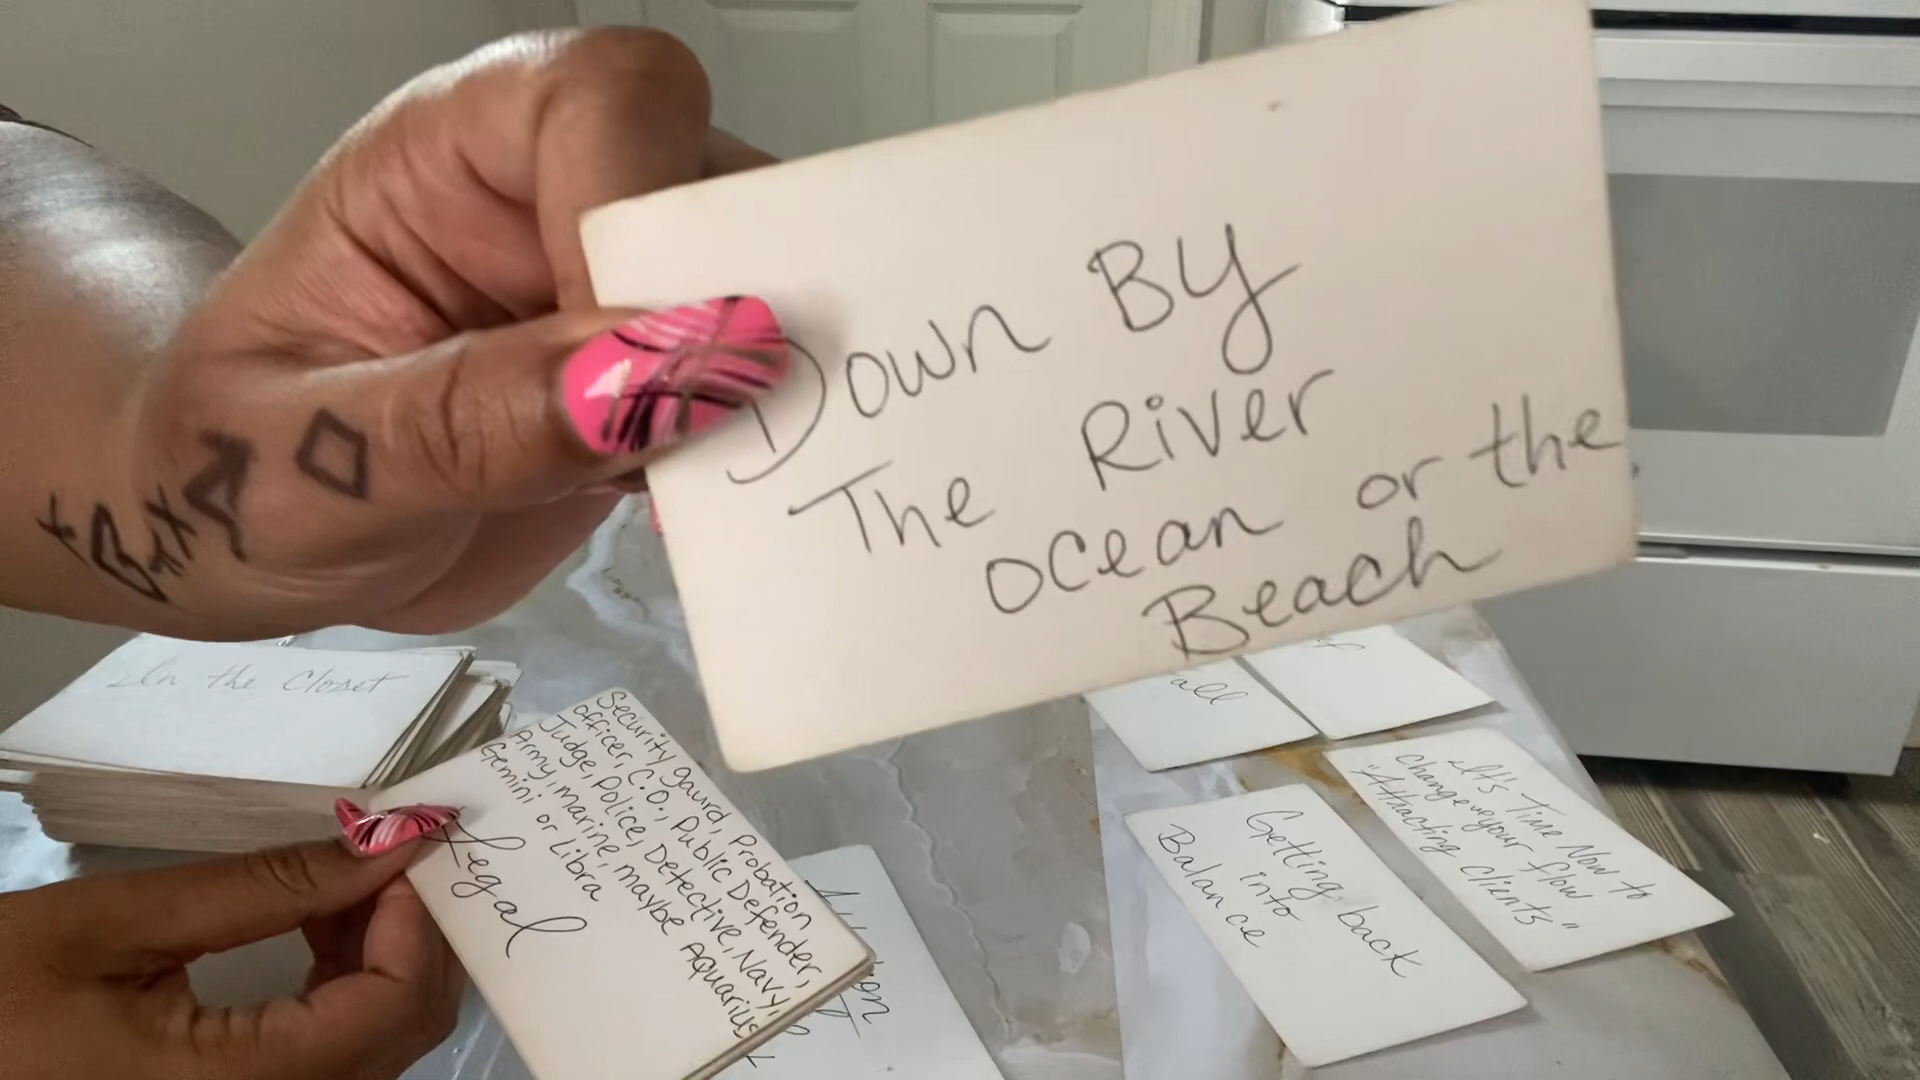 Down By
The River
ocean or the
Beach
In the Closet
Security gaurd, Probation
officer, C.O., Public Defender,
Judge, Police, Detective, Navy,
Army, marine, maybe Aquarius
Gemini or Libra
Legal
all
It's Time Now to
change up your flow
"Attracting clients"
Getting back
into
Balance